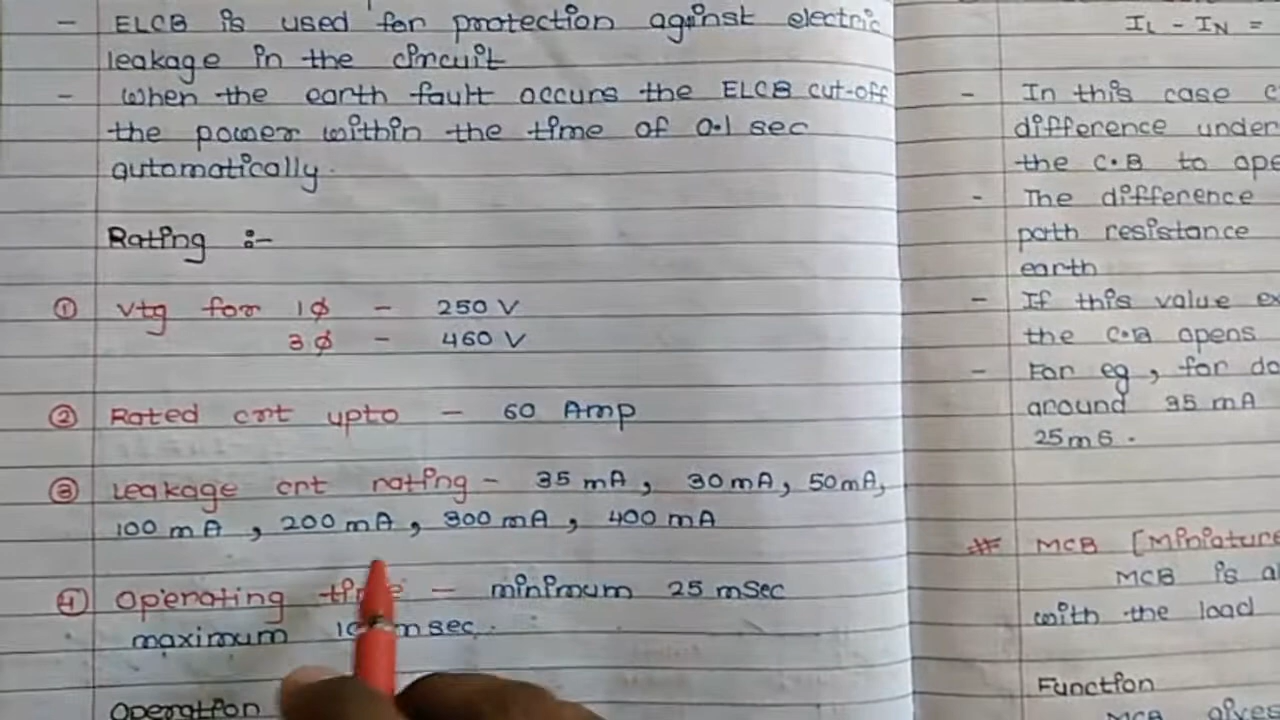 - ELCB is used for protection against electric
leakage in the circuit
- When the earth fault occurs the ELCB cut-off
the power within the time of 0.1 sec
automatically.
Rating :-
① Vtg for 1ϕ - 250 V
3ϕ - 460 V
② Rated crt upto - 60 Amp
③ Leakage crt rating - 35 mA, 30 mA, 50mA,
100 mA, 200 mA, 300 mA, 400 mA
④ Operating - minimum 25 mSec
maximum msec.
Operation
IL - IN =
- In this case
difference under
the C.B to
- The difference
path resistance
earth
- If this value
the C.B opens
- For eg, for
around 35 mA
25ms.
# MCB [Miniature
MCB is
with the load
Function
MCB gives